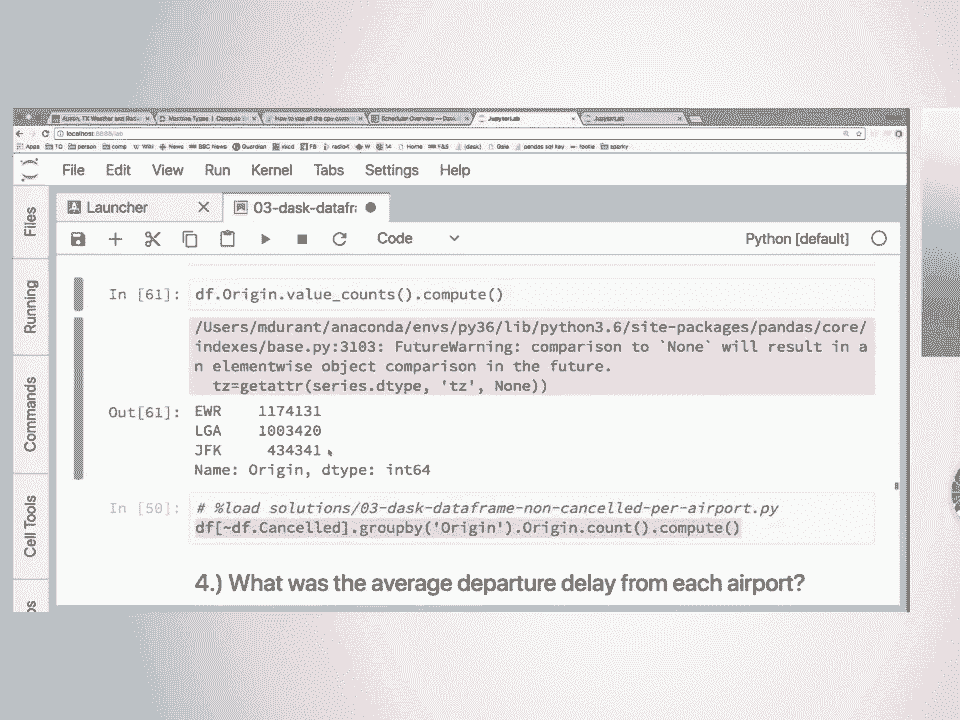 localhost:8888/lab
File Edit View Run Kernel Tabs Settings Help
Launcher
03-dask-datafra
Code
Python [default]
Files
Running
Commands
Cell Tools
In [61]: df.Origin.value_counts().compute()
/Users/mdurant/anaconda/envs/py36/lib/python3.6/site-packages/pandas/core/
indexes/base.py:3103: FutureWarning: comparison to `None` will result in a
n elementwise object comparison in the future.
tz=getattr(series.dtype, 'tz', None))
Out[61]: EWR 1174131
LGA 1003420
JFK 434341
Name: Origin, dtype: int64
In [50]: # %load solutions/03-dask-dataframe-non-cancelled-per-airport.py
df[~df.Cancelled].groupby('Origin').Origin.count().compute()
4.) What was the average departure delay from each airport?